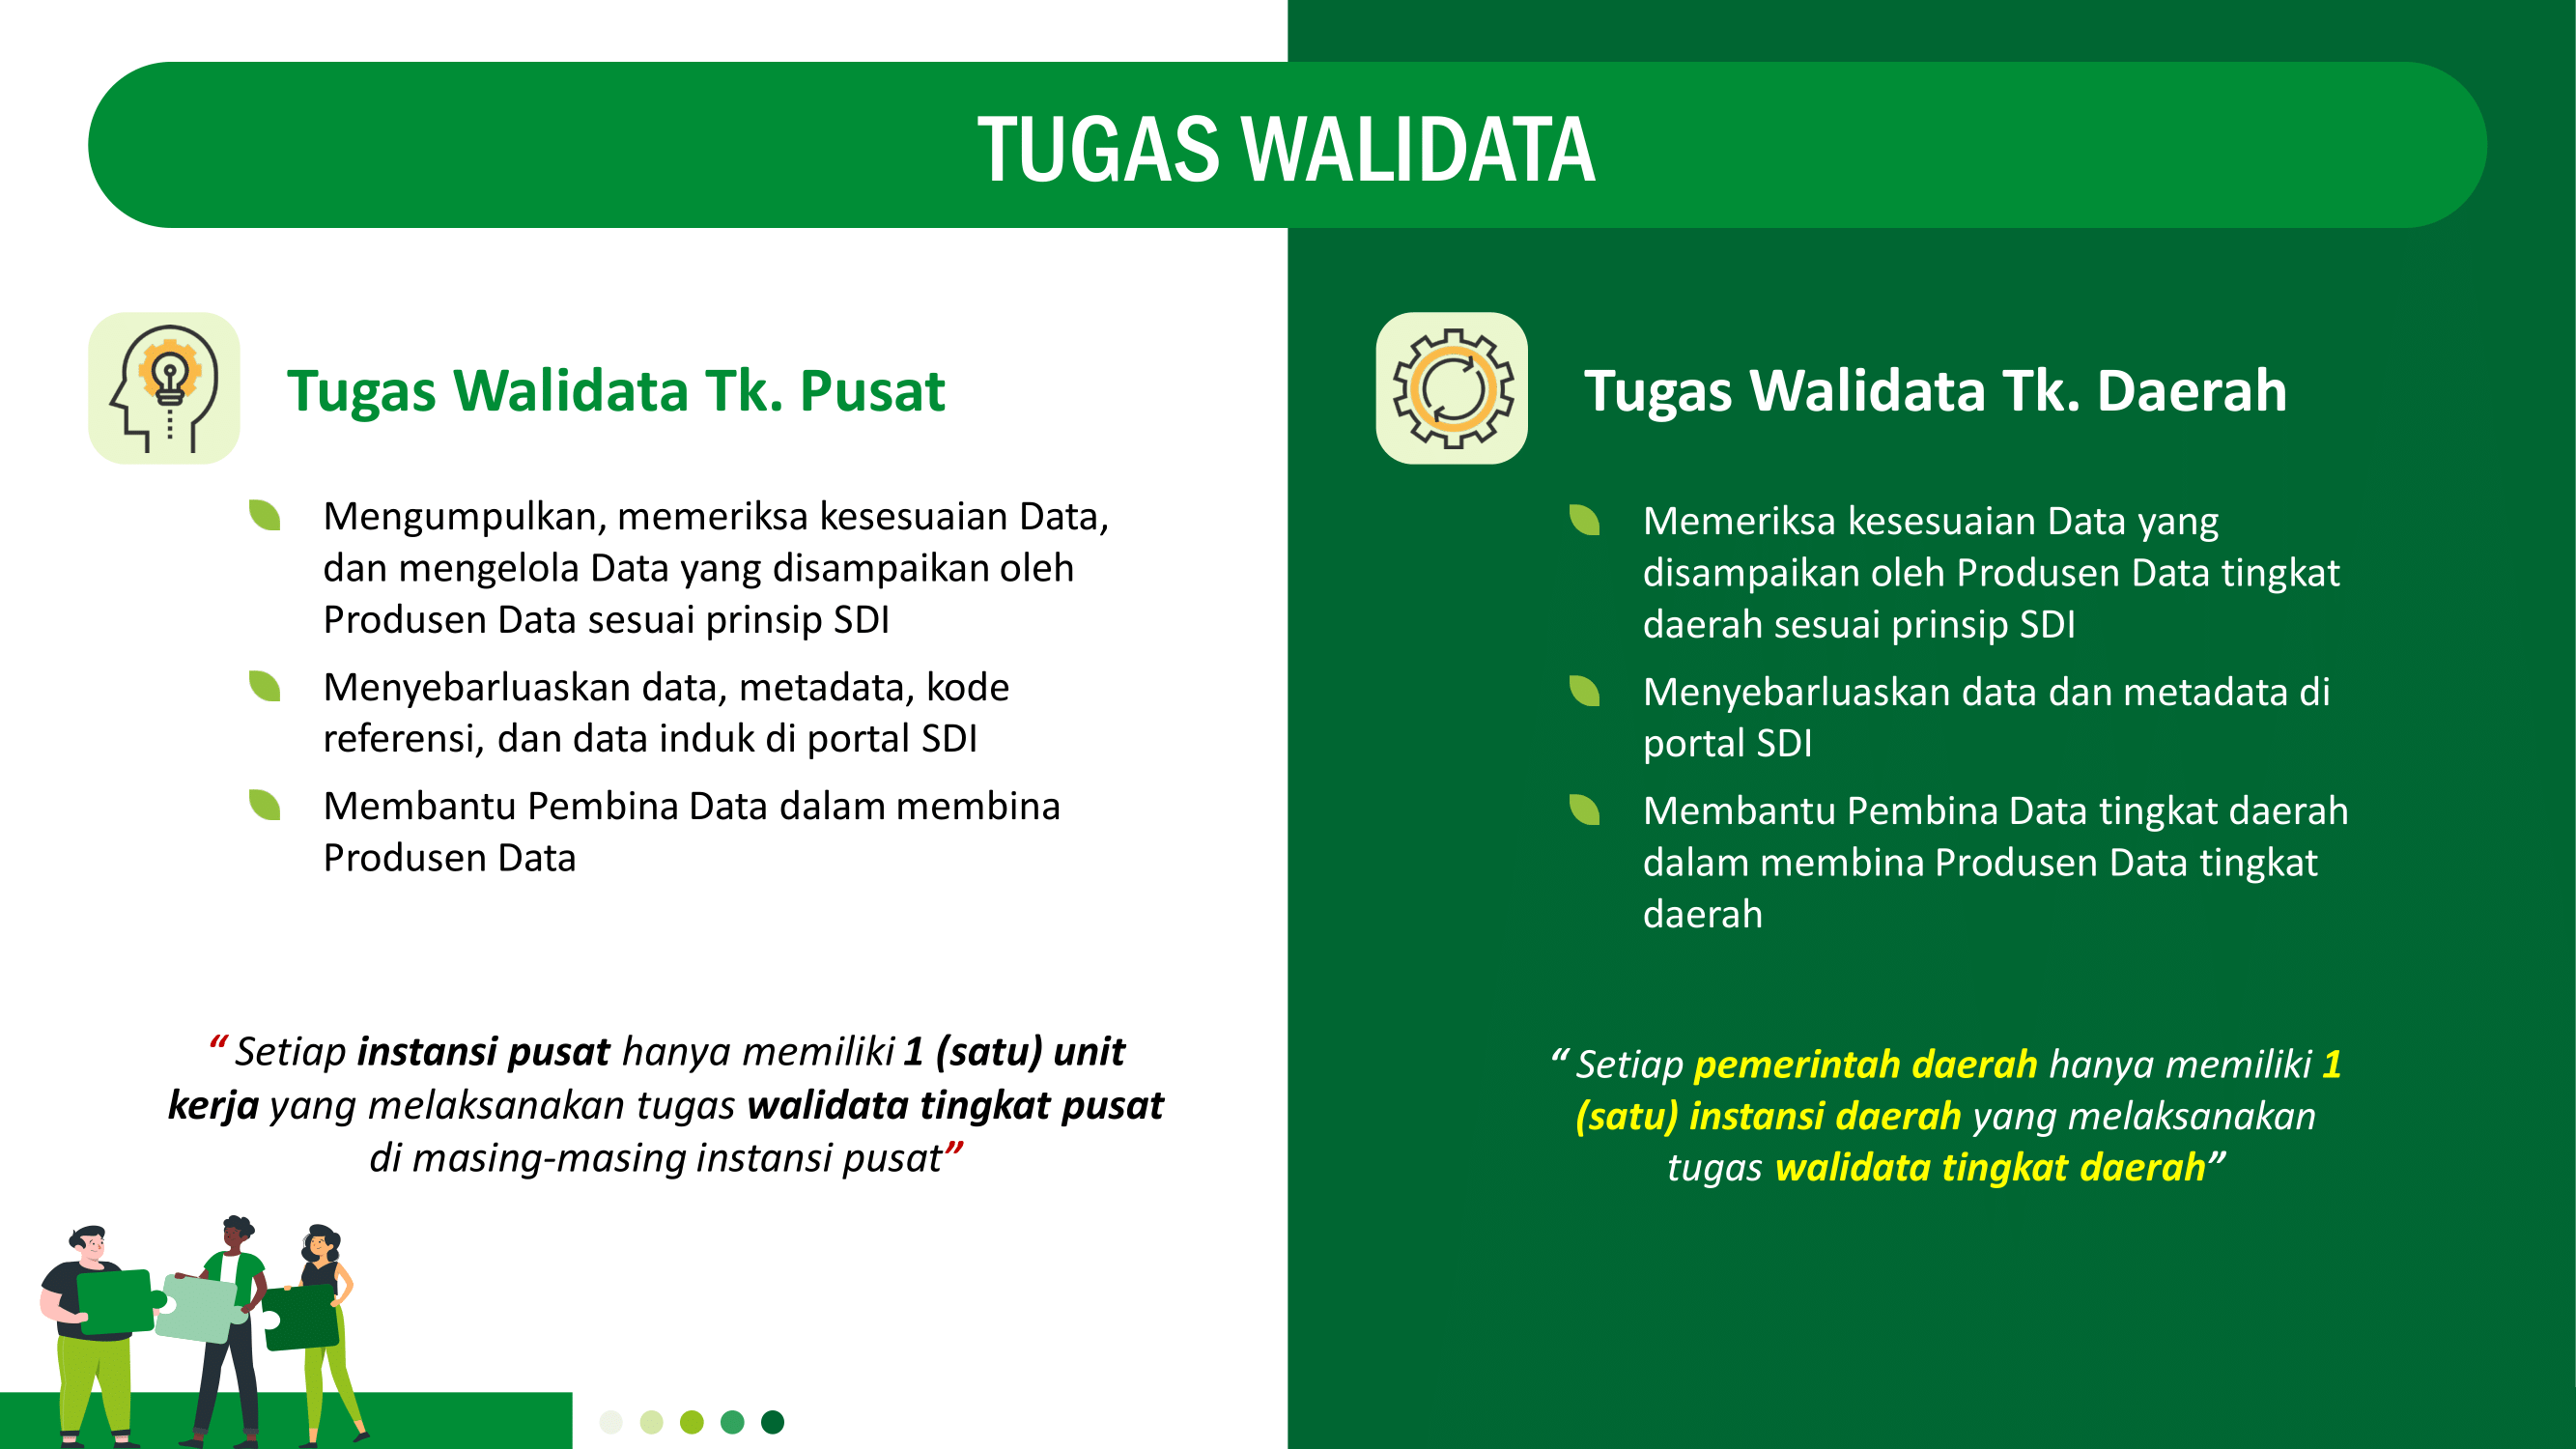 TUGAS WALIDATA
Tugas Walidata Tk. Pusat
Mengumpulkan, memeriksa kesesuaian Data,
dan mengelola Data yang disampaikan oleh
Produsen Data sesuai prinsip SDI
Menyebarluaskan data, metadata, kode
referensi, dan data induk di portal SDI
Membantu Pembina Data dalam membina
Produsen Data
“ Setiap instansi pusat hanya memiliki 1 (satu) unit
kerja yang melaksanakan tugas walidata tingkat pusat
di masing-masing instansi pusat”
Tugas Walidata Tk. Daerah
Memeriksa kesesuaian Data yang
disampaikan oleh Produsen Data tingkat
daerah sesuai prinsip SDI
Menyebarluaskan data dan metadata di
portal SDI
Membantu Pembina Data tingkat daerah
dalam membina Produsen Data tingkat
daerah
“ Setiap pemerintah daerah hanya memiliki 1
(satu) instansi daerah yang melaksanakan
tugas walidata tingkat daerah”